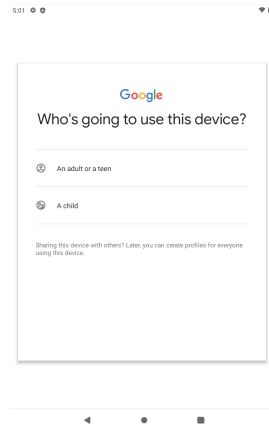 5:01
Google
Who's going to use this device?
An adult or a teen
A child
Sharing this device with others? Later, you can create profiles for everyone
using this device.